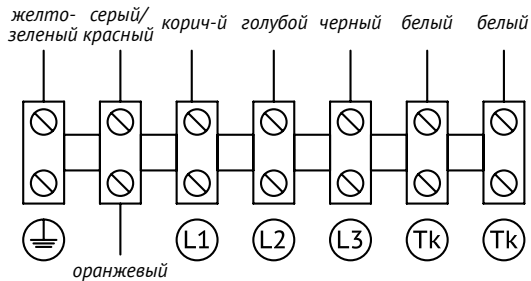 желто- серый/ корич-й голубой черный белый белый
зеленый красный
L1 L2 L3 Tk Tk
оранжевый